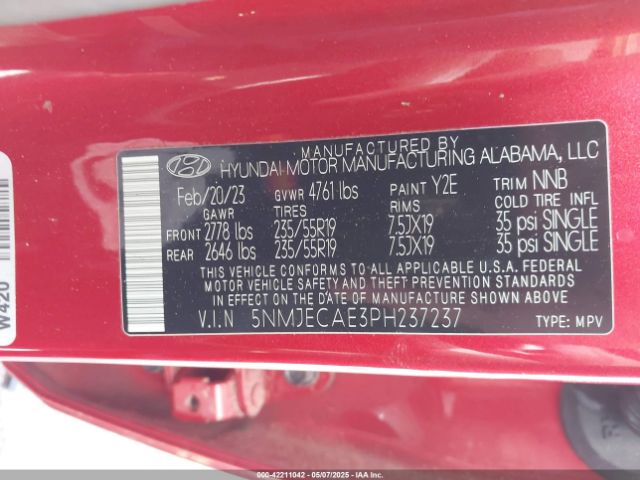 MANUFACTURED BY
HYUNDAI MOTOR MANUFACTURING ALABAMA, LLC
Feb/20/23 GVWR 4761 lbs PAINT Y2E TRIM NNB
GAWR TIRES RIMS COLD TIRE INFL
FRONT 2778 lbs 235/55R19 7.5JX19 35 psi SINGLE
REAR 2646 lbs 235/55R19 7.5JX19 35 psi SINGLE
THIS VEHICLE CONFORMS TO ALL APPLICABLE U.S.A. FEDERAL
MOTOR VEHICLE SAFETY, BUMPER, AND THEFT PREVENTION
STANDARDS IN EFFECT ON THE DATE OF MANUFACTURE
SHOWN ABOVE.
V.I.N 5NMJECAE3PH237237 TYPE: MPV
W420
000-42211042 - 05/07/2025 - © IAA Holdings, LLC